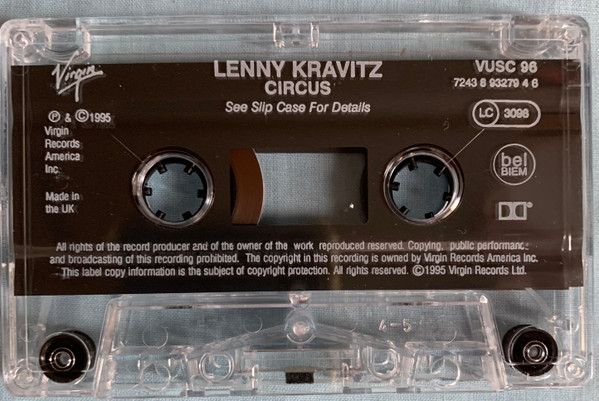 Virgin
LENNY KRAVITZ
CIRCUS
See Slip Case For Details
VUSC 96
7243 8 93279 4 6
LC 3098
Ⓟ & ©1995
Virgin
Records
America
Inc.
Made in
the UK
bel
BIEM
All rights of the record producer and of the owner of the work reproduced reserved. Copying, public performance
and broadcasting of this recording prohibited. The copyright in this recording is owned by Virgin Records America Inc.
This label copy information is the subject of copyright protection. All rights reserved. ©1995 Virgin Records Ltd.
4-5